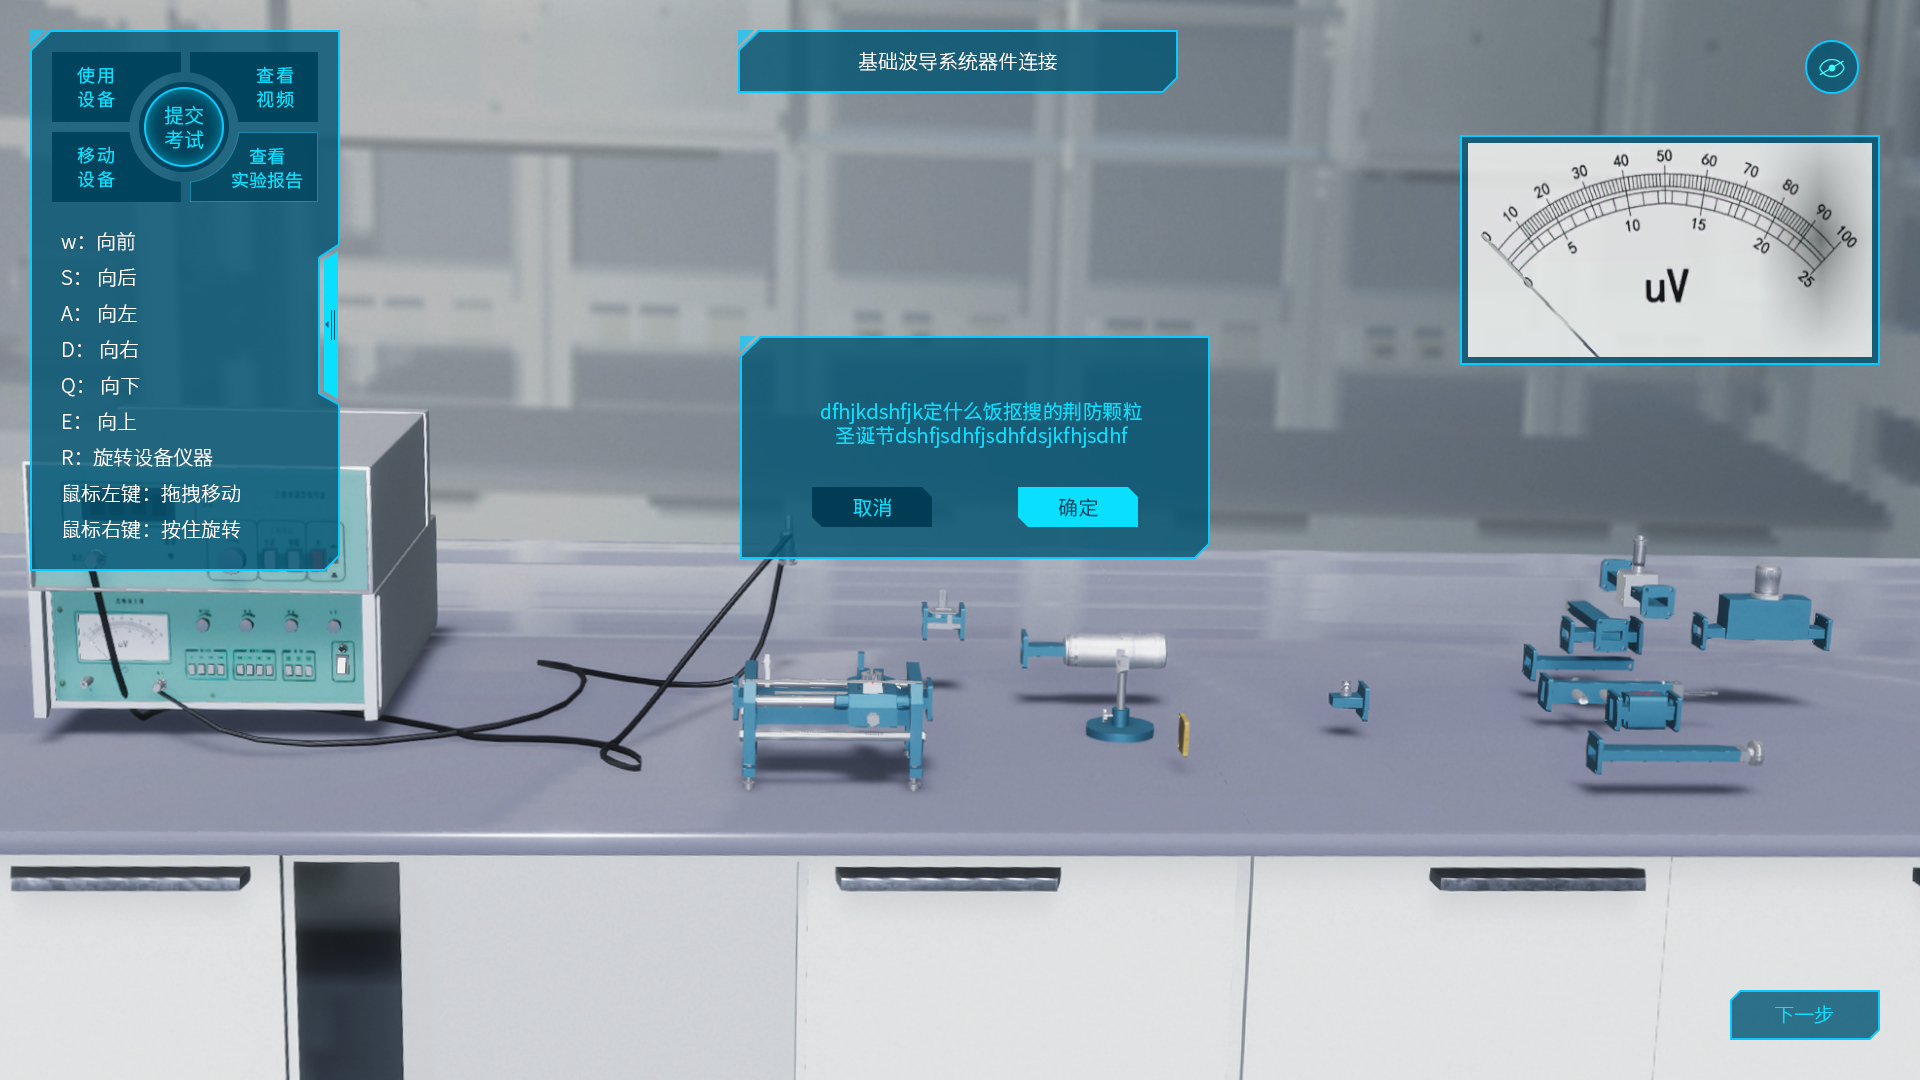 基础波导系统器件连接
使用
设备
查看
视频
提交
考试
移动
设备
查看
实验报告
w：向前
S： 向后
A： 向左
D： 向右
Q： 向下
E： 向上
R：旋转设备仪器
鼠标左键：拖拽移动
鼠标右键：按住旋转
0 10 20 30 40 50 60 70 80 90 100
0 5 10 15 20 25
uV
dfhjkdshfjk定什么饭抠搜的荆防颗粒
圣诞节dshfjsdhfjsdhfdsjkfhjsdhf
取消
确定
下一步